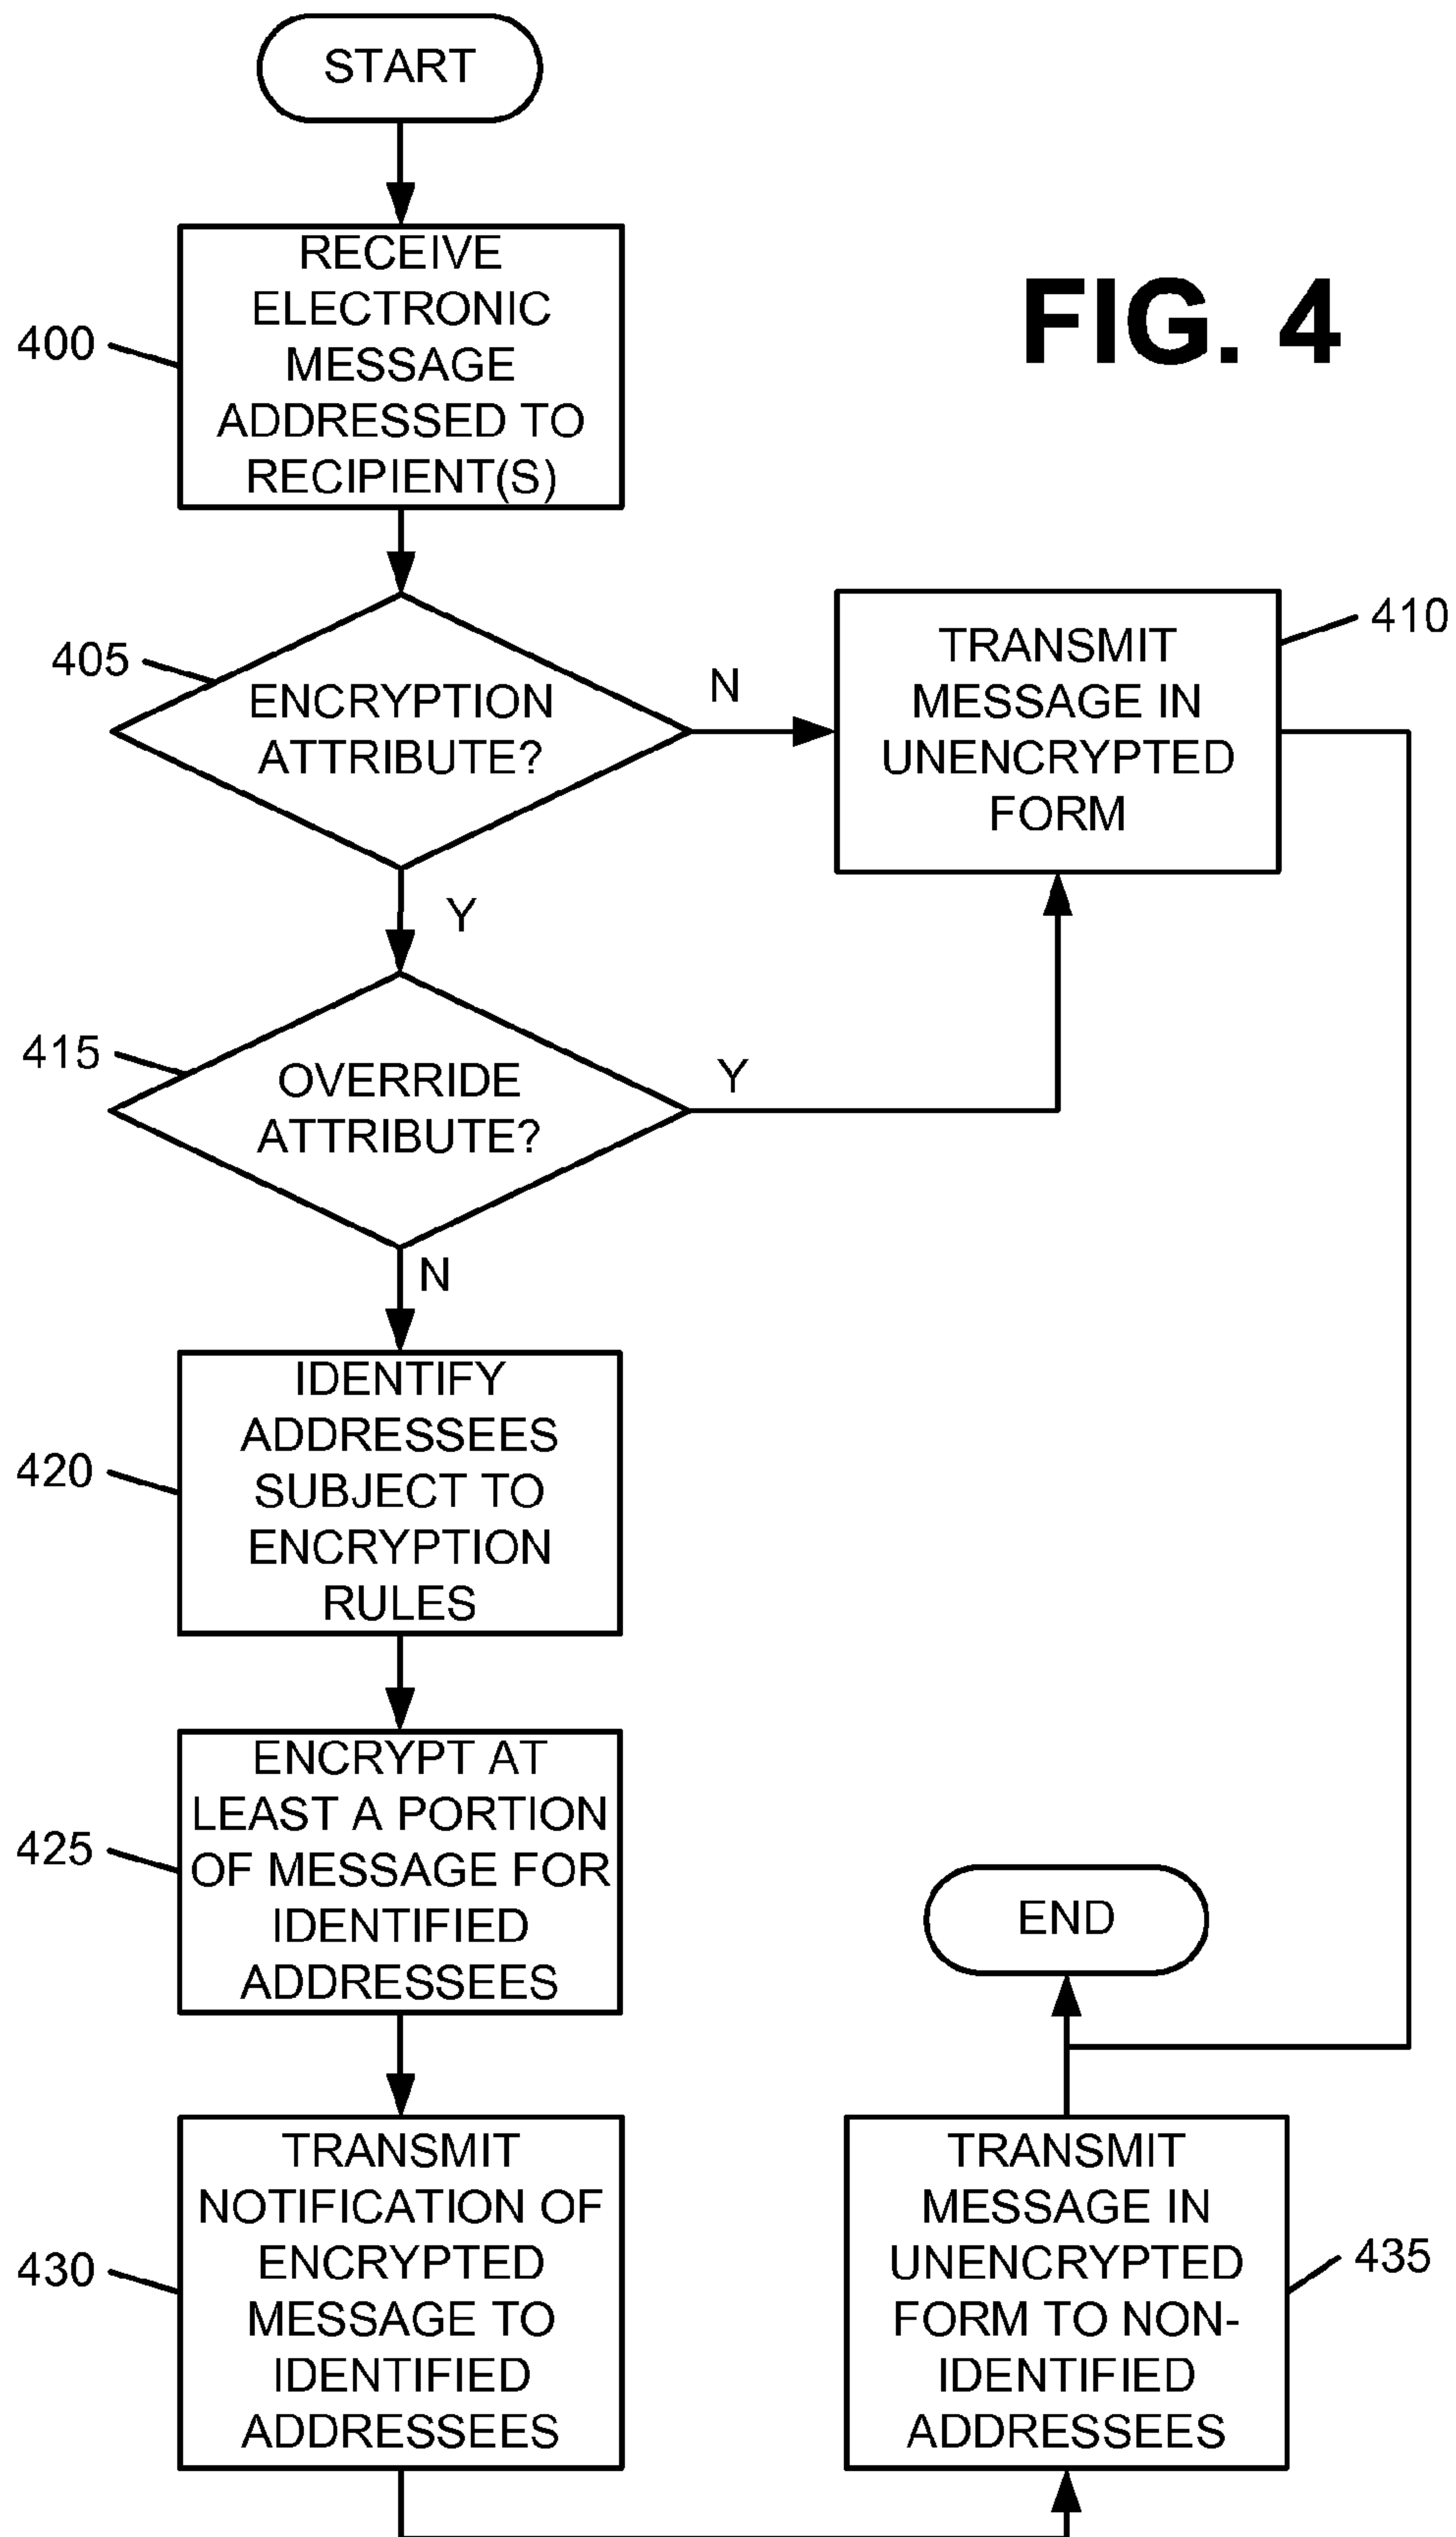 START
FIG. 4
400
RECEIVE
ELECTRONIC
MESSAGE
ADDRESSED TO
RECIPIENT(S)
405
ENCRYPTION
ATTRIBUTE?
N
410
TRANSMIT
MESSAGE IN
UNENCRYPTED
FORM
Y
415
OVERRIDE
ATTRIBUTE?
Y
N
420
IDENTIFY
ADDRESSEES
SUBJECT TO
ENCRYPTION
RULES
425
ENCRYPT AT
LEAST A PORTION
OF MESSAGE FOR
IDENTIFIED
ADDRESSEES
END
430
TRANSMIT
NOTIFICATION OF
ENCRYPTED
MESSAGE TO
IDENTIFIED
ADDRESSEES
435
TRANSMIT
MESSAGE IN
UNENCRYPTED
FORM TO NON-
IDENTIFIED
ADDRESSEES